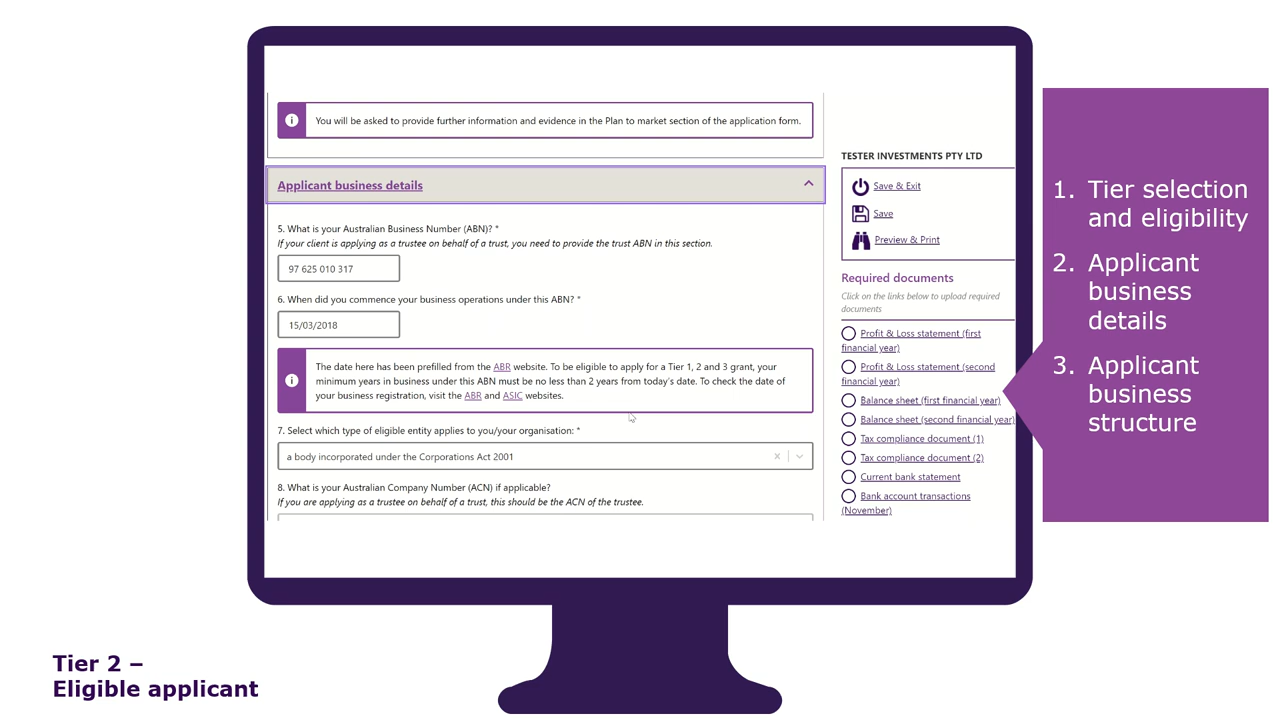 You will be asked to provide further information and evidence in the Plan to market section of the application form.
Applicant business details
5. What is your Australian Business Number (ABN)? *
If your client is applying as a trustee on behalf of a trust, you need to provide the trust ABN in this section.
97 625 010 317
6. When did you commence your business operations under this ABN? *
15/03/2018
The date here has been prefilled from the ABR website. To be eligible to apply for a Tier 1, 2 and 3 grant, your
minimum years in business under this ABN must be no less than 2 years from today's date. To check the date of
your business registration, visit the ABR and ASIC websites.
7. Select which type of eligible entity applies to you/your organisation: *
a body incorporated under the Corporations Act 2001
8. What is your Australian Company Number (ACN) if applicable?
If you are applying as a trustee on behalf of a trust, this should be the ACN of the trustee.
TESTER INVESTMENTS PTY LTD
Save & Exit
Save
Preview & Print
Required documents
Click on the links below to upload required
documents
Profit & Loss statement (first
financial year)
Profit & Loss statement (second
financial year)
Balance sheet (first financial year)
Balance sheet (second financial year)
Tax compliance document (1)
Tax compliance document (2)
Current bank statement
Bank account transactions
(November)
1. Tier selection
and eligibility
2. Applicant
business
details
3. Applicant
business
structure
Tier 2 –
Eligible applicant